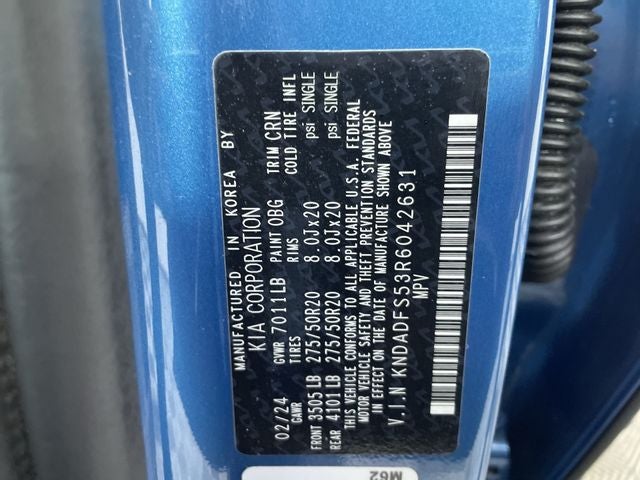 MANUFACTURED IN KOREA BY
KIA CORPORATION
02/24 GVWR 7011LB PAINT OBG TRIM CRN
GAWR TIRES RIMS COLD TIRE INFL
FRONT 3505LB 275/50R20 8.0Jx20 psi SINGLE
REAR 4101LB 275/50R20 8.0Jx20 psi SINGLE
THIS VEHICLE CONFORMS TO ALL APPLICABLE U.S.A. FEDERAL
MOTOR VEHICLE SAFETY AND THEFT PREVENTION STANDARDS
IN EFFECT ON THE DATE OF MANUFACTURE SHOWN ABOVE
V.I.N KNDADFS53R6042631
MPV
M62